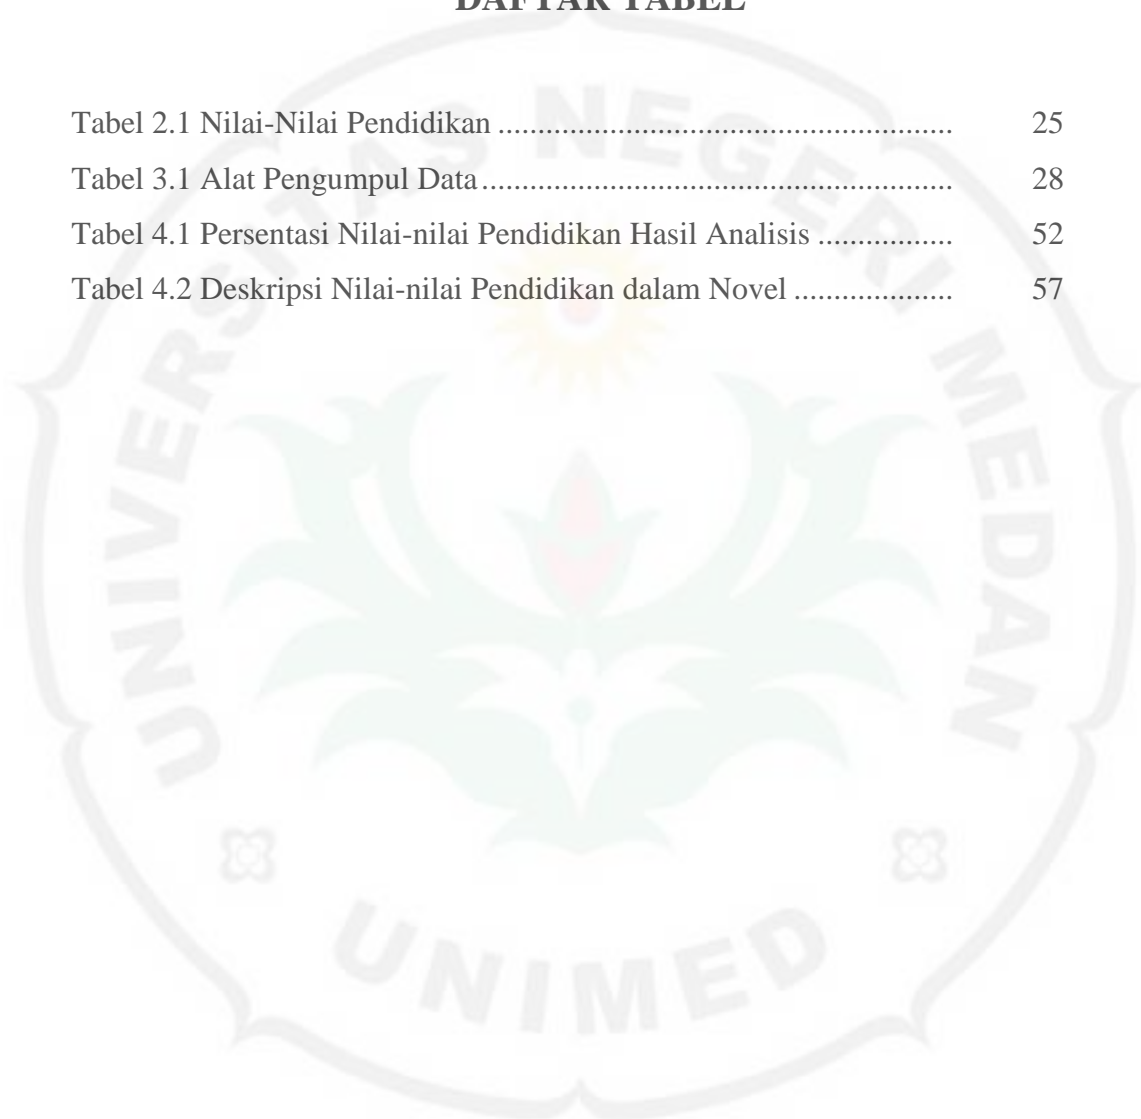 DAFTAR TABEL
Tabel 2.1 Nilai-Nilai Pendidikan .......................................................... 25
Tabel 3.1 Alat Pengumpul Data ............................................................ 28
Tabel 4.1 Persentasi Nilai-nilai Pendidikan Hasil Analisis ................. 52
Tabel 4.2 Deskripsi Nilai-nilai Pendidikan dalam Novel .................... 57
UNIVERSITAS NEGERI MEDAN
UNIMED